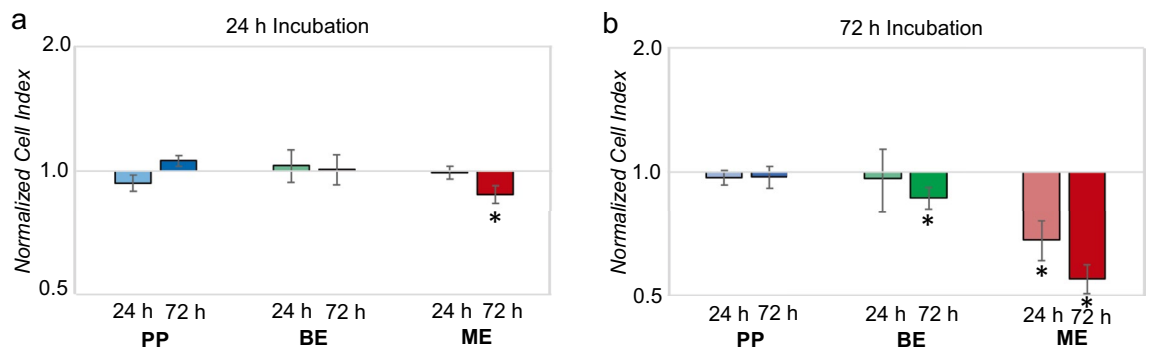 a
24 h Incubation
Normalized Cell Index
2.0
1.0
0.5
*
24 h 72 h 24 h 72 h 24 h 72 h
PP BE ME
b
72 h Incubation
Normalized Cell Index
2.0
1.0
0.5
*
*
*
24 h 72 h 24 h 72 h 24 h 72 h
PP BE ME